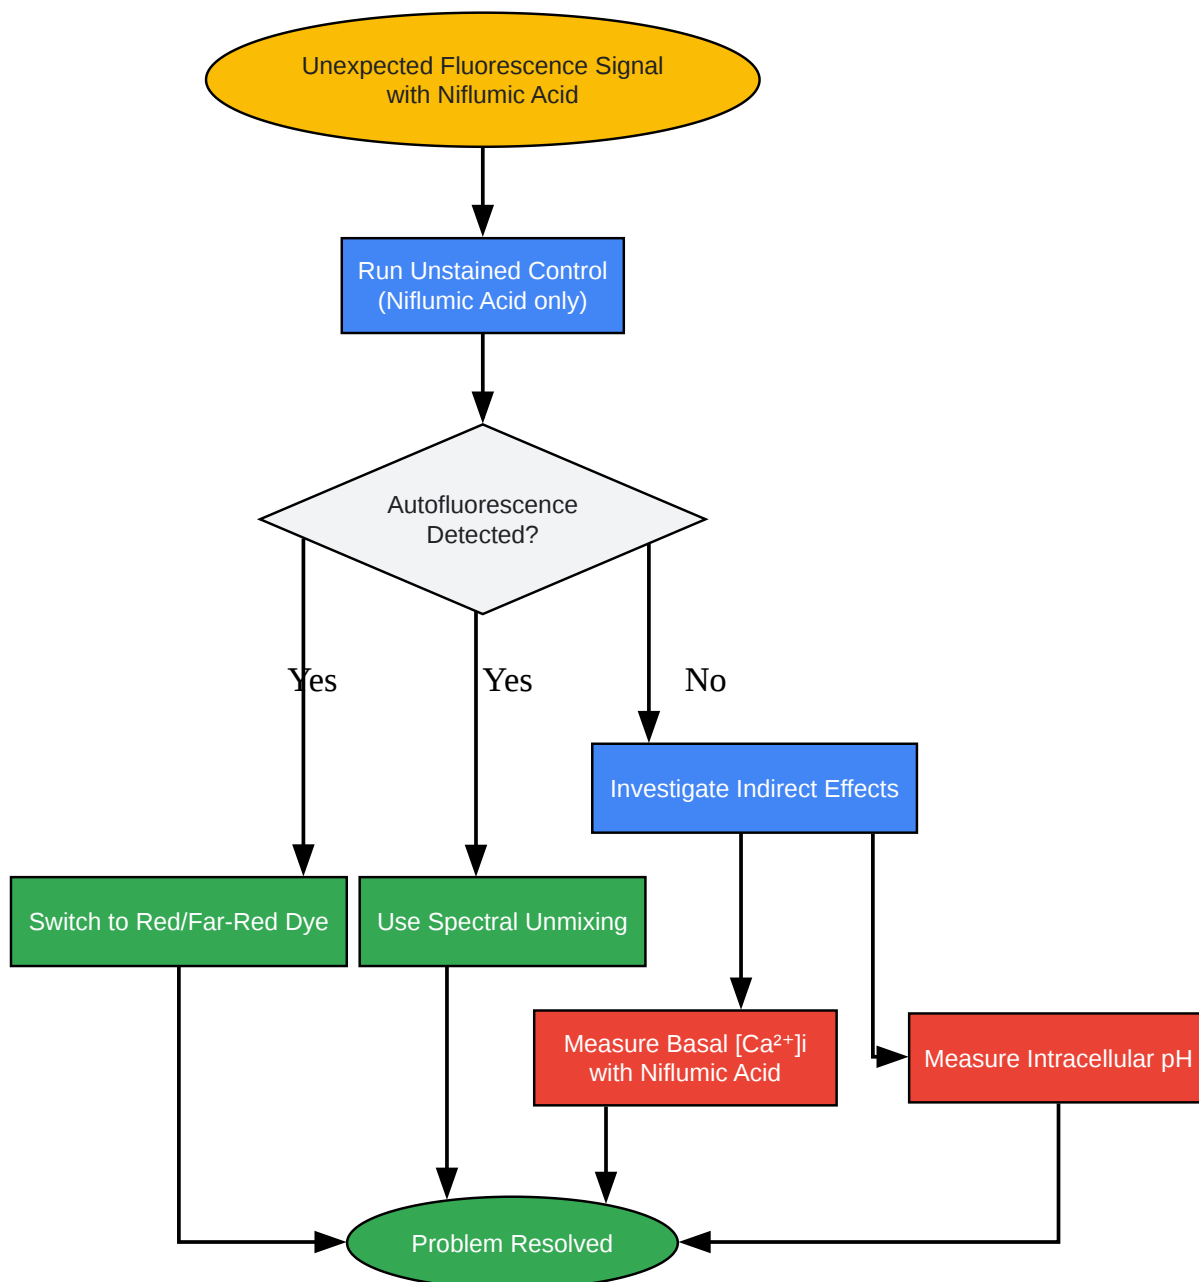 Unexpected Fluorescence Signal
with Niflumic Acid
Run Unstained Control
(Niflumic Acid only)
Autofluorescence
Detected?
Yes
Yes
No
Investigate Indirect Effects
Switch to Red/Far-Red Dye
Use Spectral Unmixing
Measure Basal [Ca²⁺]i
with Niflumic Acid
Measure Intracellular pH
Problem Resolved